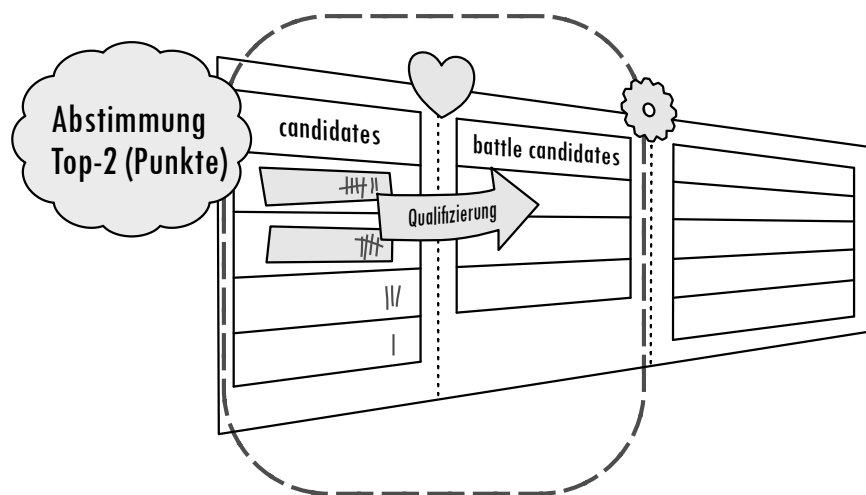 Abstimmung
Top-2 (Punkte)
candidates
battle candidates
Qualifizierung